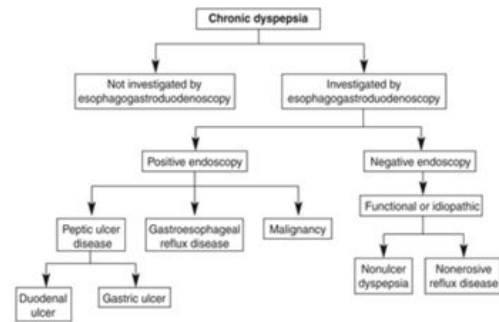 Chronic dyspepsia
Not investigated by
esophagogastroduodenoscopy
Investigated by
esophagogastroduodenoscopy
Positive endoscopy
Negative endoscopy
Peptic ulcer
disease
Gastroesophageal
reflux disease
Malignancy
Functional or idiopathic
Duodenal
ulcer
Gastric ulcer
Nonulcer
dyspepsia
Nonerosive
reflux disease